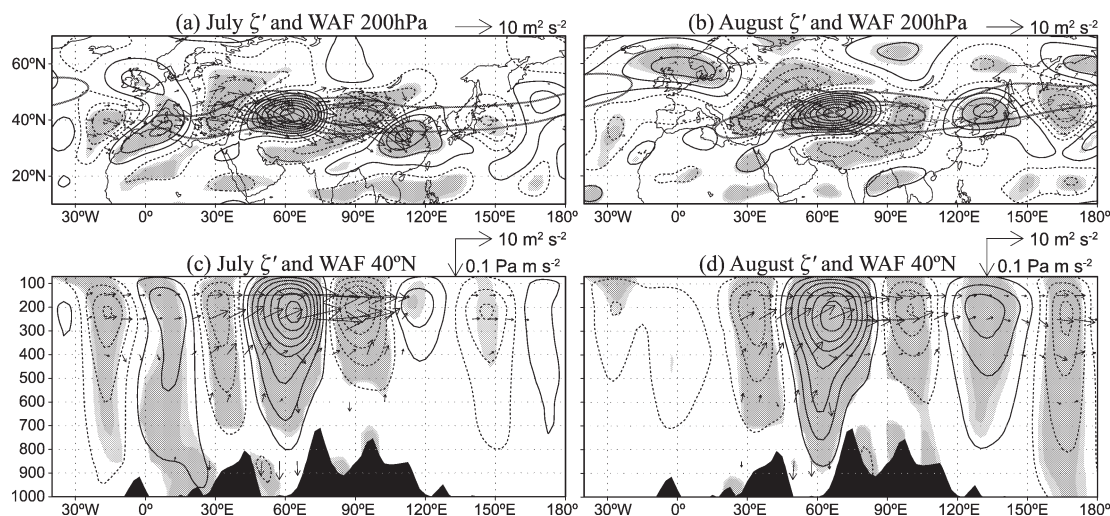 (a) July ζ′ and WAF 200hPa
10 m² s⁻²
60ºN
40ºN
20ºN
30ºW 0º 30ºE 60ºE 90ºE 120ºE 150ºE 180º
(b) August ζ′ and WAF 200hPa
10 m² s⁻²
60ºN
40ºN
20ºN
30ºW 0º 30ºE 60ºE 90ºE 120ºE 150ºE 180º
(c) July ζ′ and WAF 40ºN
10 m² s⁻²
0.1 Pa m s⁻²
100
200
300
400
500
600
700
800
900
1000
30ºW 0º 30ºE 60ºE 90ºE 120ºE 150ºE 180º
(d) August ζ′ and WAF 40ºN
10 m² s⁻²
0.1 Pa m s⁻²
100
200
300
400
500
600
700
800
900
1000
30ºW 0º 30ºE 60ºE 90ºE 120ºE 150ºE 180º